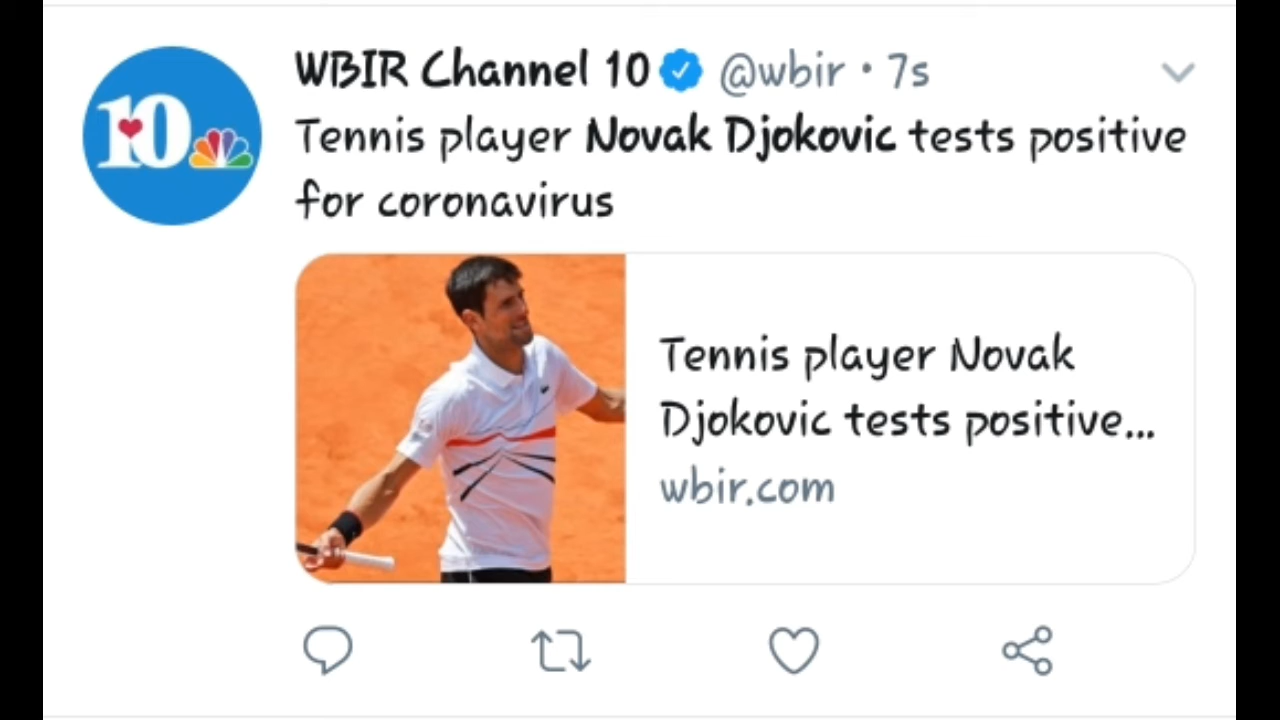 10
WBIR Channel 10 @wbir • 7s
Tennis player Novak Djokovic tests positive
for coronavirus
Tennis player Novak
Djokovic tests positive...
wbir.com